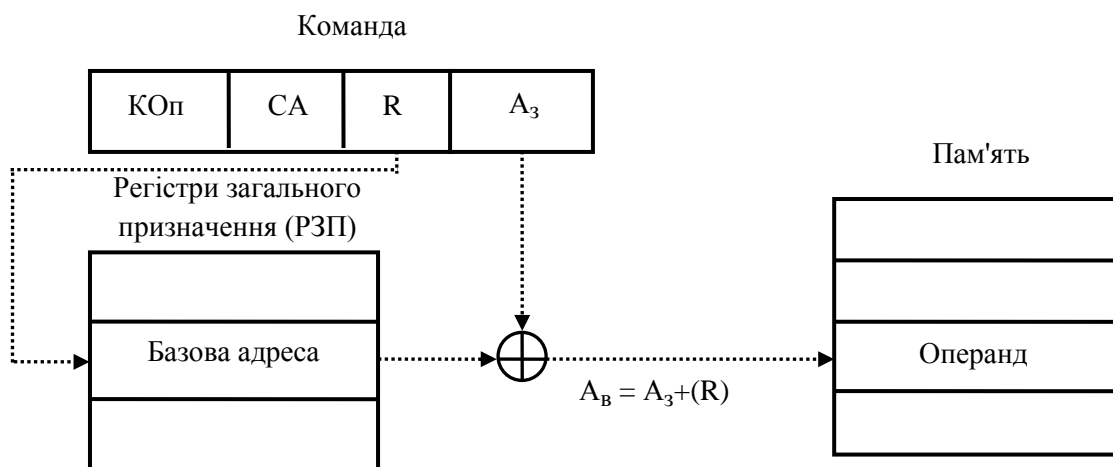 Команда
КОп СА R Аз
Пам'ять
Регістри загального
призначення (РЗП)
Базова адреса
Операнд
Ав = Аз+(R)